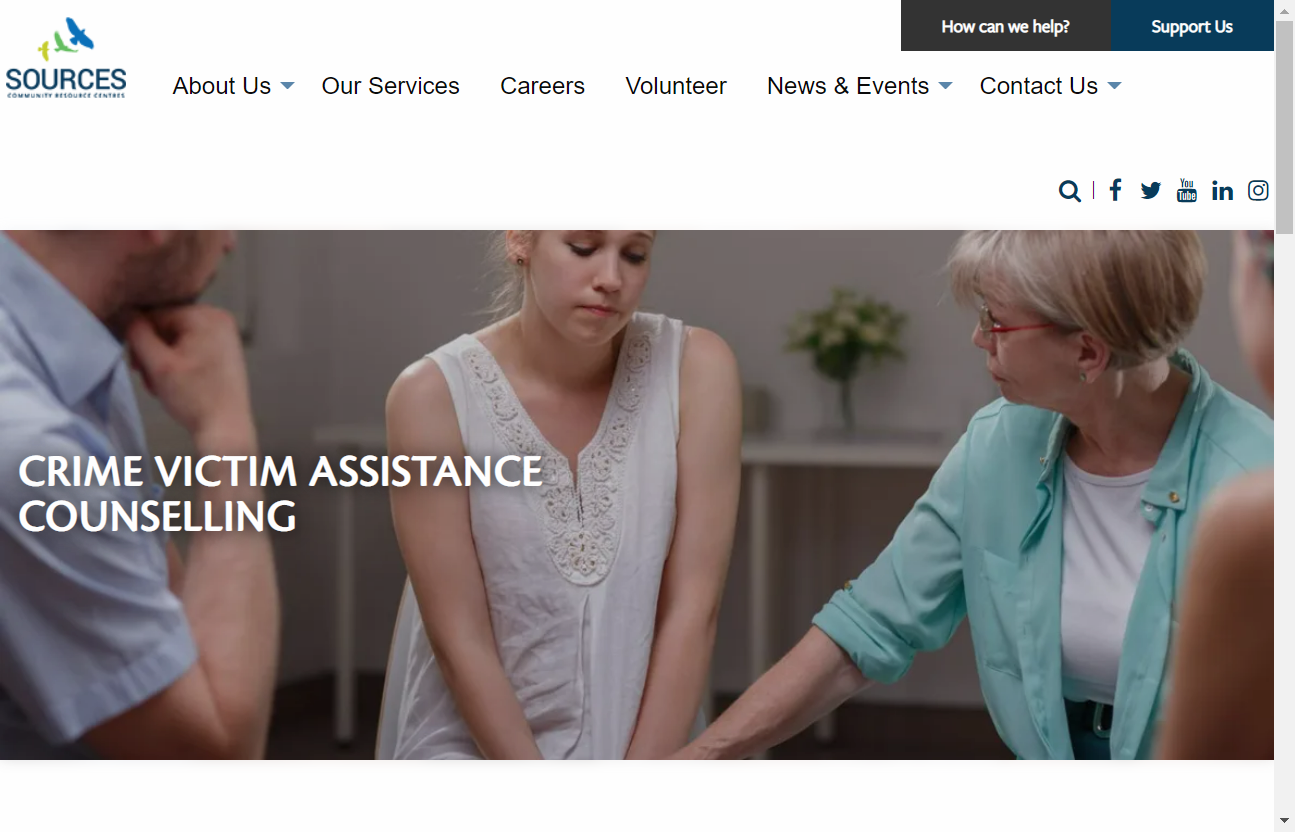 How can we help?
Support Us
SOURCES
COMMUNITY RESOURCE CENTRES
About Us
Our Services
Careers
Volunteer
News & Events
Contact Us
You
Tube
in
CRIME VICTIM ASSISTANCE
COUNSELLING